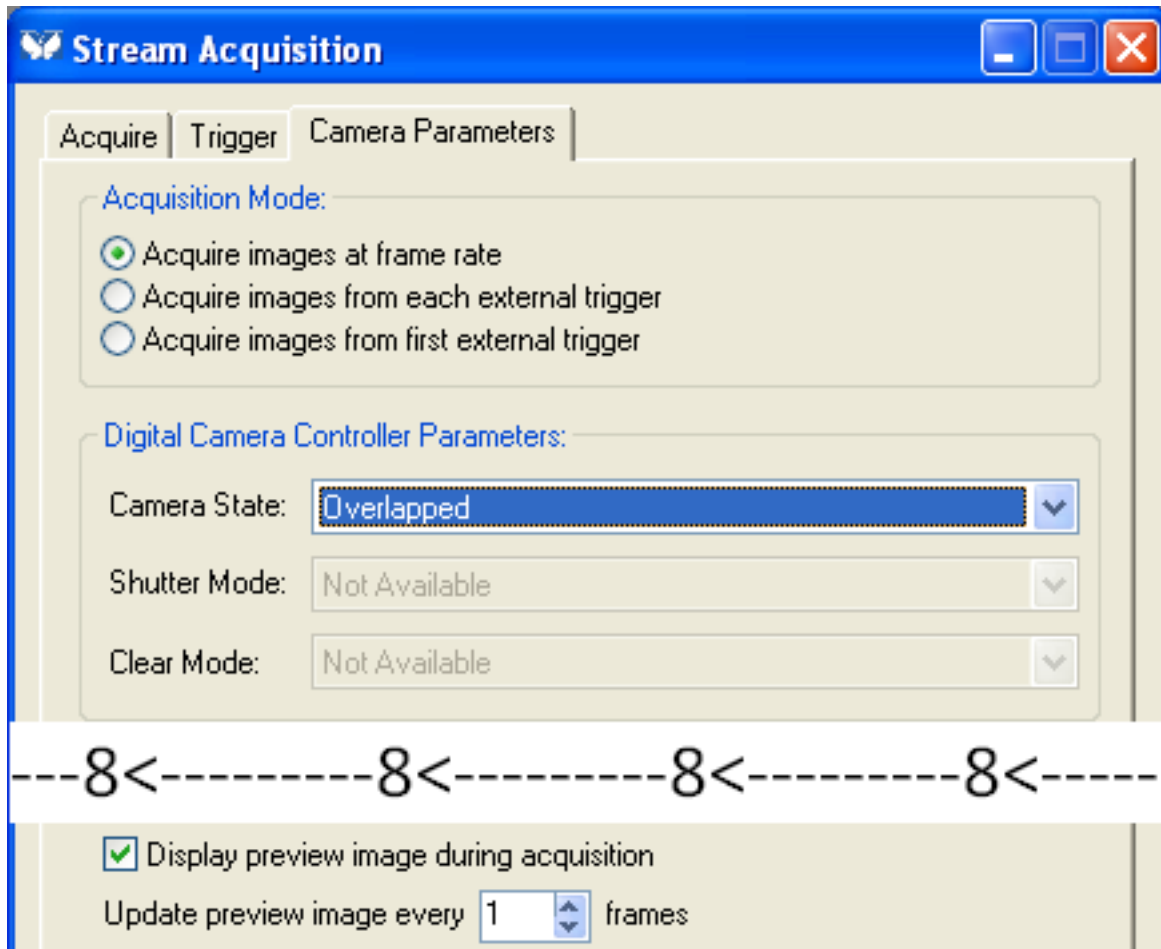 Stream Acquisition
Acquire Trigger Camera Parameters
Acquisition Mode:
Acquire images at frame rate
Acquire images from each external trigger
Acquire images from first external trigger
Digital Camera Controller Parameters:
Camera State: Overlapped
Shutter Mode: Not Available
Clear Mode: Not Available
---8<---------8<---------8<---------8<-----
Display preview image during acquisition
Update preview image every 1 frames